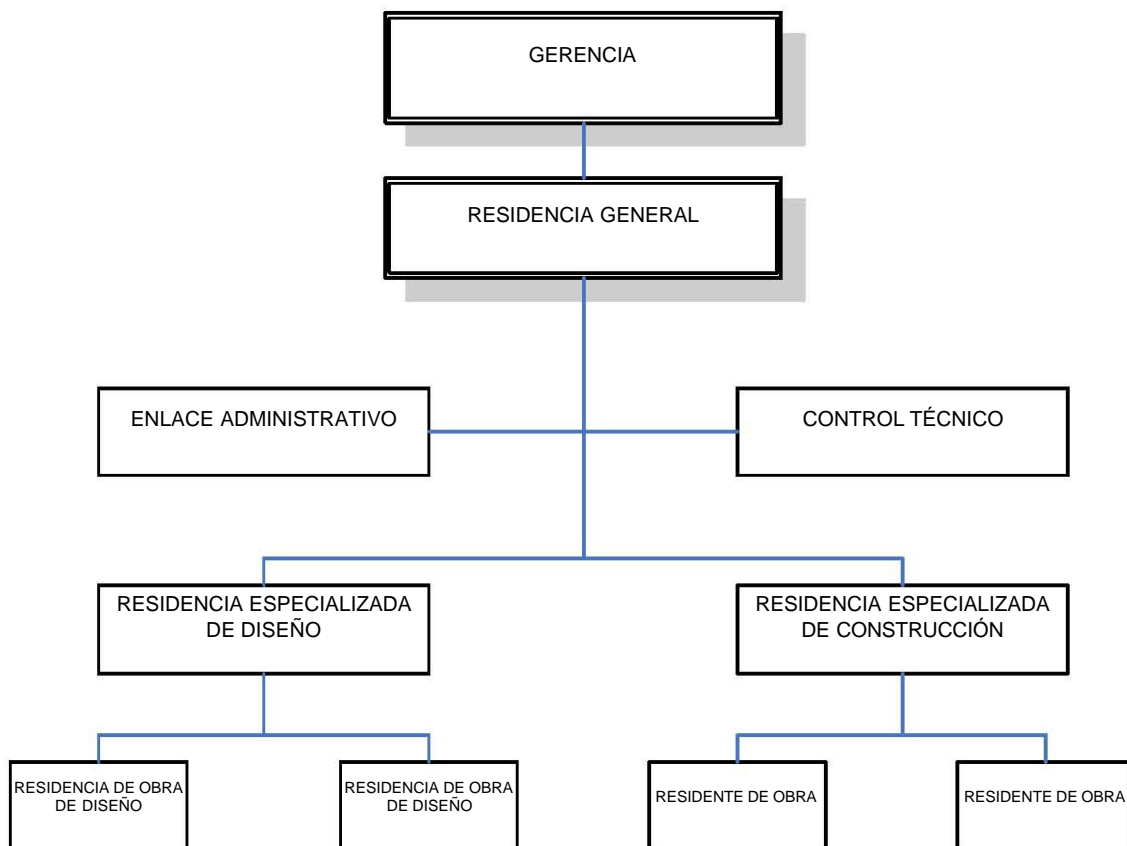 GERENCIA
RESIDENCIA GENERAL
ENLACE ADMINISTRATIVO
CONTROL TÉCNICO
RESIDENCIA ESPECIALIZADA
DE DISEÑO
RESIDENCIA ESPECIALIZADA
DE CONSTRUCCIÓN
RESIDENCIA DE OBRA
DE DISEÑO
RESIDENCIA DE OBRA
DE DISEÑO
RESIDENTE DE OBRA
RESIDENTE DE OBRA